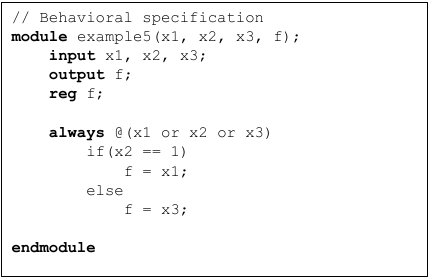 // Behavioral specification
module example5(x1, x2, x3, f);
    input x1, x2, x3;
    output f;
    reg f;

    always @(x1 or x2 or x3)
        if(x2 == 1)
            f = x1;
        else
            f = x3;

endmodule